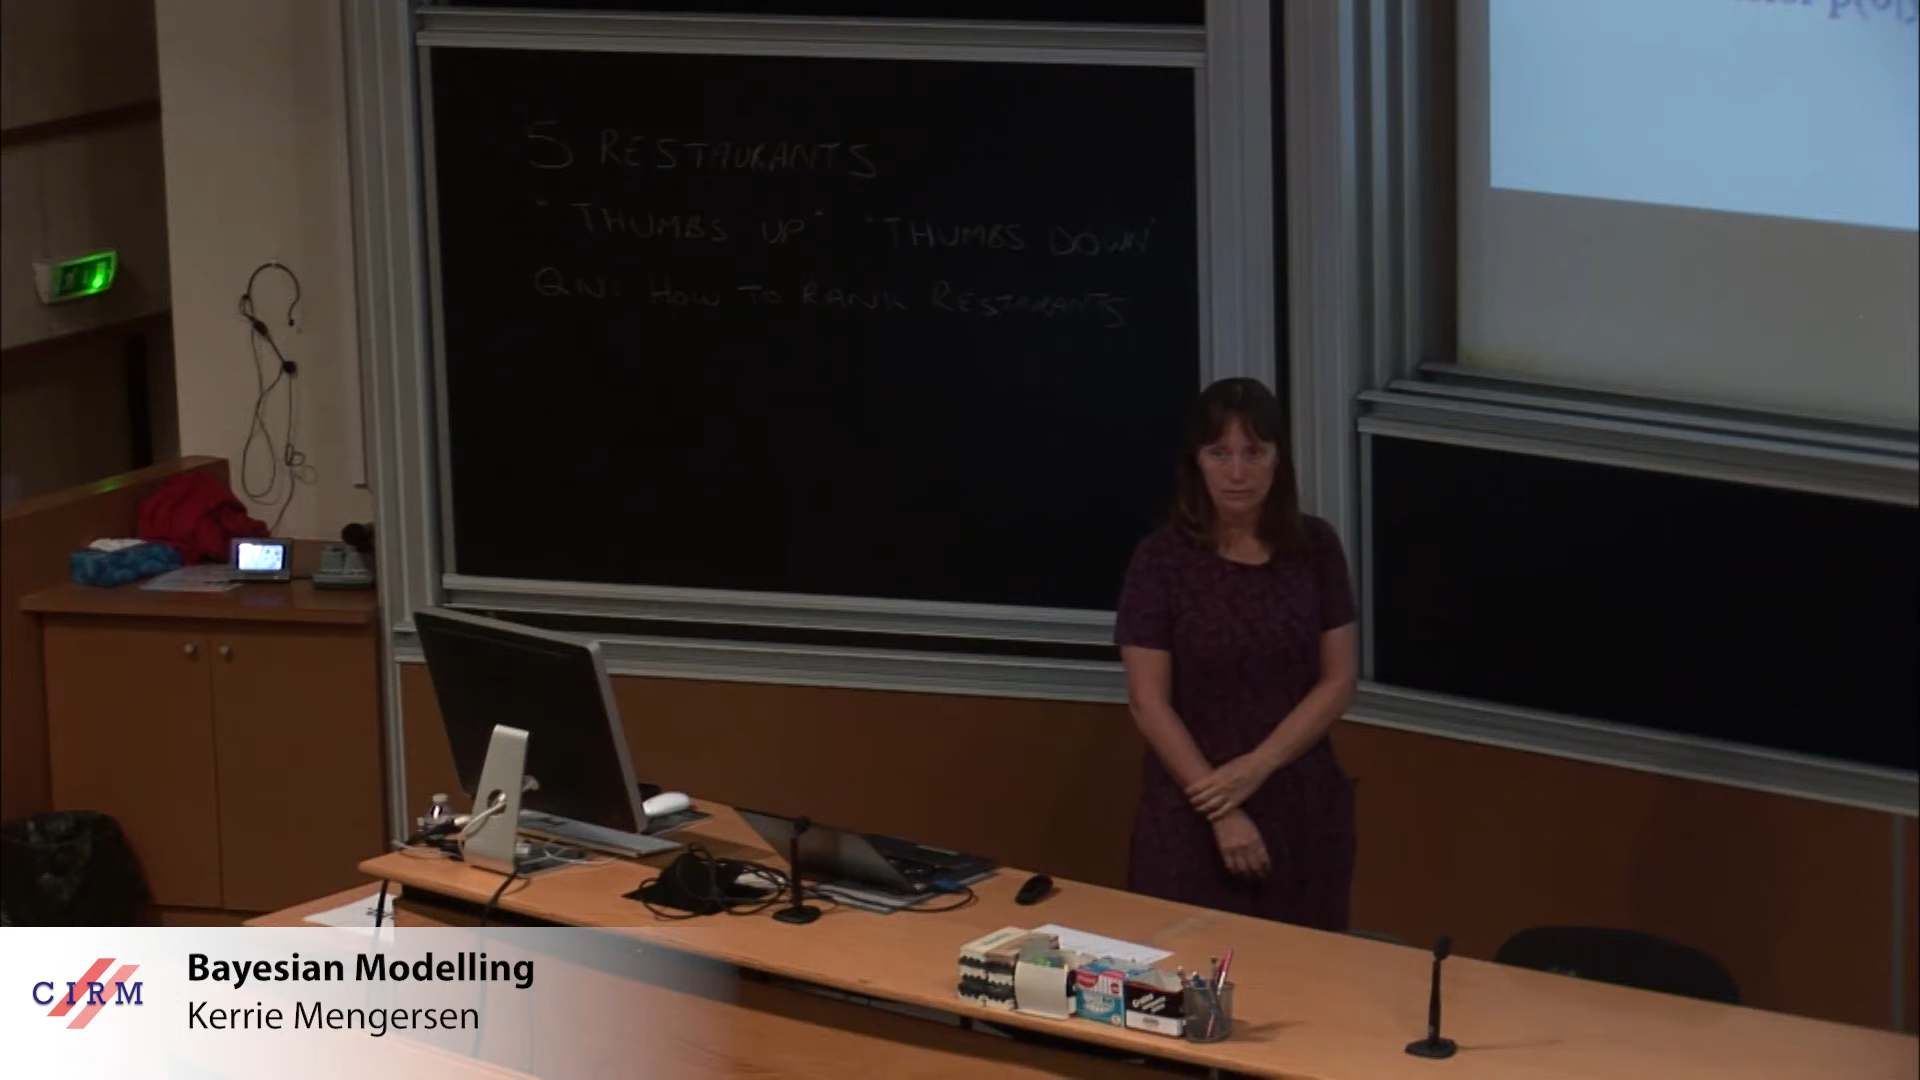 5 RESTAURANTS
"THUMBS UP" "THUMBS DOWN"
QN: HOW TO RANK RESTAURANTS
CIRM
Bayesian Modelling
Kerrie Mengersen